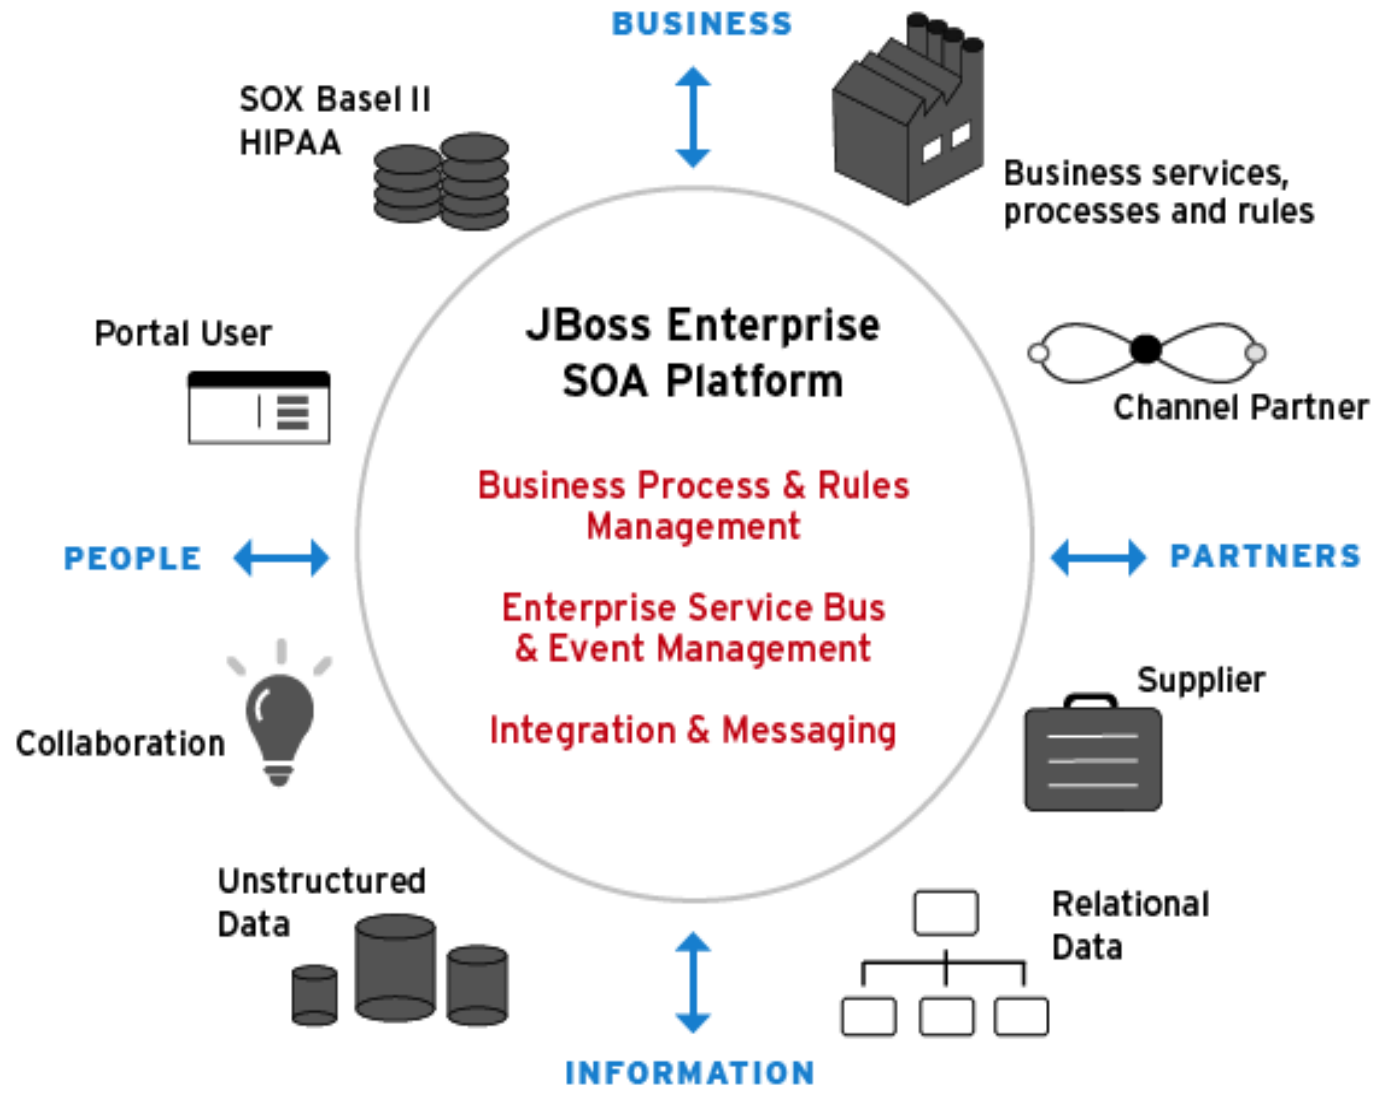 BUSINESS
SOX Basel II
HIPAA
Business services,
processes and rules
Portal User
JBoss Enterprise
SOA Platform
Channel Partner
Business Process & Rules
Management
PEOPLE
PARTNERS
Enterprise Service Bus
& Event Management
Supplier
Collaboration
Integration & Messaging
Unstructured
Data
Relational
Data
INFORMATION